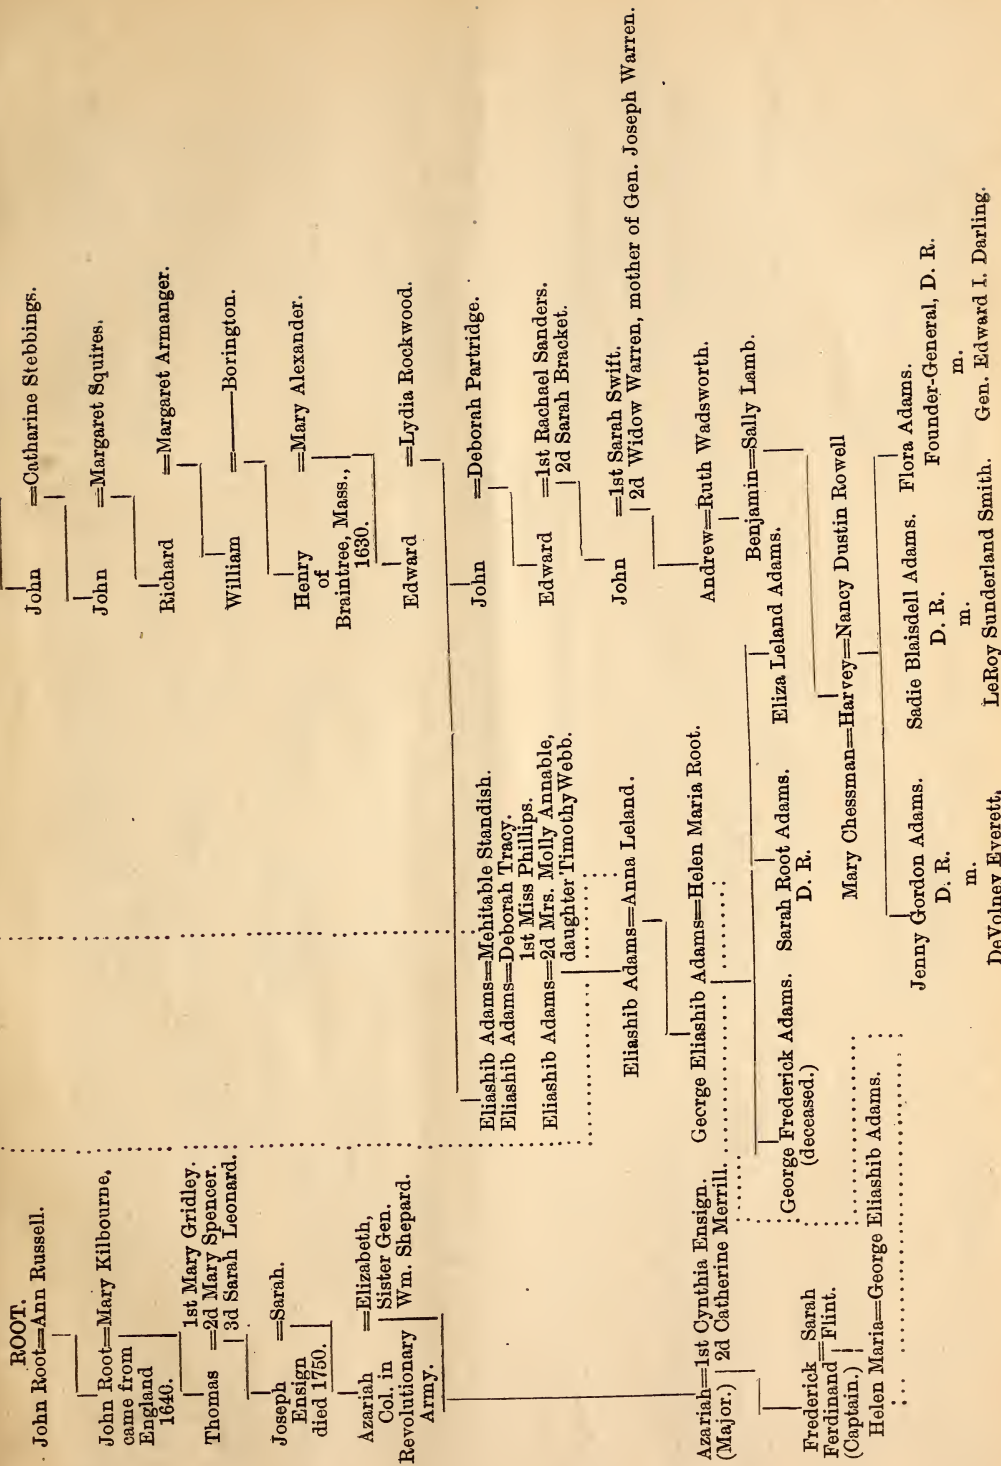 ROOT.
John Root=Ann Russell.
John Root=Mary Kilbourne,
came from
England
1640.
1st Mary Gridley.
Thomas =2d Mary Spencer.
3d Sarah Leonard.
Joseph =Sarah.
Ensign
died 1750.
Azariah =Elizabeth,
Col. in Sister Gen.
Revolutionary Wm. Shepard.
Army.
Azariah=1st Cynthia Ensign.
(Major.) 2d Catherine Merrill.
Frederick Sarah
Ferdinand=Flint.
(Captain.)
Helen Maria=George Eliashib Adams.
Eliashib Adams=Mehitable Standish.
Eliashib Adams=Deborah Tracy.
1st Miss Phillips.
Eliashib Adams=2d Mrs. Molly Annable,
daughter Timothy Webb.
Eliashib Adams=Anna Leland.
George Eliashib Adams=Helen Maria Root.
George Frederick Adams. Sarah Root Adams. Eliza Leland Adams.
(deceased.) D. R.
John =Catharine Stebbings.
John =Margaret Squires.
Richard =Margaret Armanger.
William =——Borington.
Henry =Mary Alexander.
of
Braintree, Mass.,
1630.
Edward =Lydia Rockwood.
John =Deborah Partridge.
Edward =1st Rachael Sanders.
2d Sarah Bracket.
John =1st Sarah Swift.
2d Widow Warren, mother of Gen. Joseph Warren.
Andrew=Ruth Wadsworth.
Benjamin=Sally Lamb.
Mary Chessman=Harvey=Nancy Dustin Rowell
Jenny Gordon Adams. Sadie Blaisdell Adams. Flora Adams.
D. R. D. R. Founder-General, D. R.
m. m. m.
DeVolney Everett, LeRoy Sunderland Smith. Gen. Edward I. Darling.